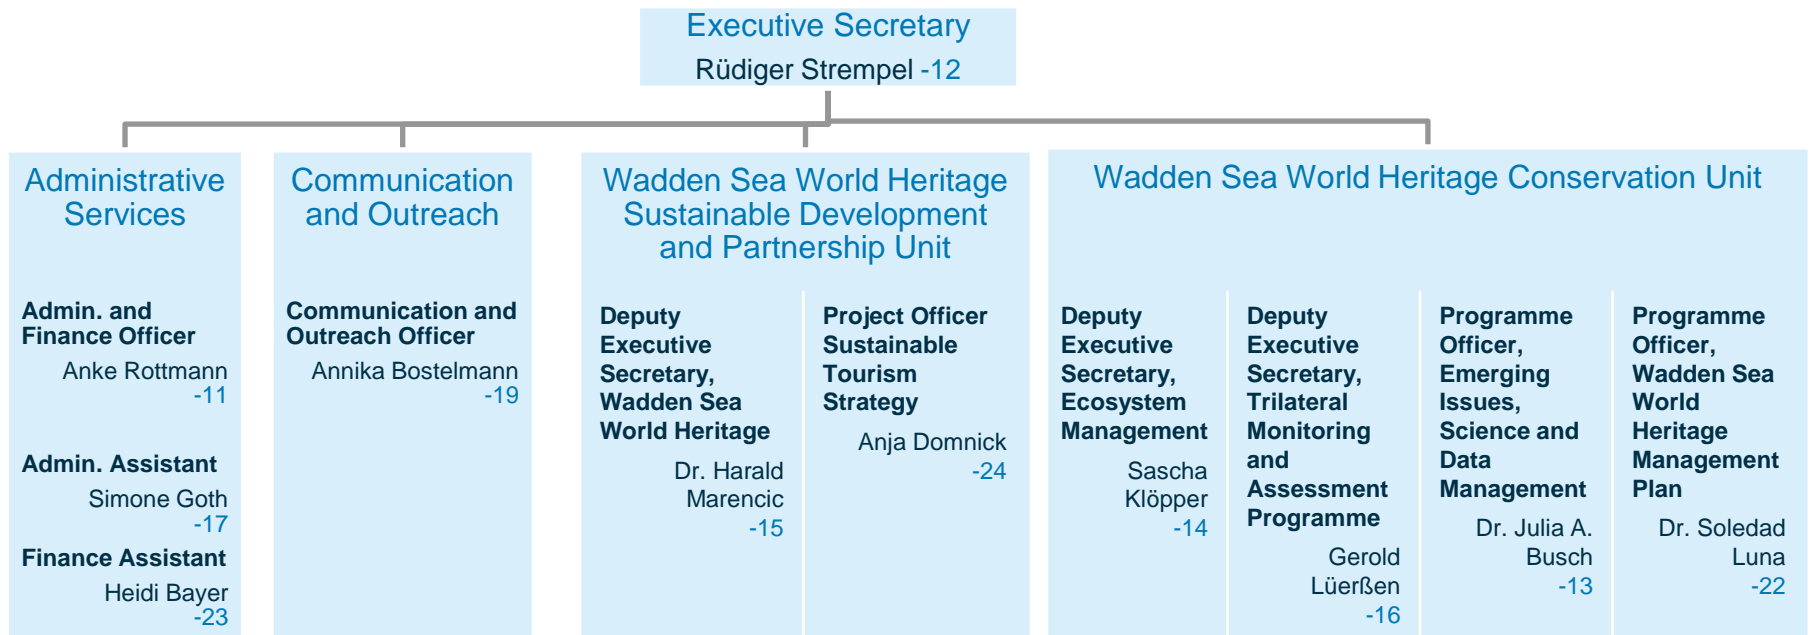 Executive Secretary
Rüdiger Strempel -12
Administrative
Services
Admin. and
Finance Officer
Anke Rottmann
-11
Admin. Assistant
Simone Goth
-17
Finance Assistant
Heidi Bayer
-23
Communication
and Outreach
Communication and
Outreach Officer
Annika Bostelmann
-19
Wadden Sea World Heritage
Sustainable Development
and Partnership Unit
Deputy
Executive
Secretary,
Wadden Sea
World Heritage
Dr. Harald
Marencic
-15
Project Officer
Sustainable
Tourism
Strategy
Anja Domnick
-24
Wadden Sea World Heritage Conservation Unit
Deputy
Executive
Secretary,
Ecosystem
Management
Sascha
Klöpper
-14
Deputy
Executive
Secretary,
Trilateral
Monitoring
and
Assessment
Programme
Gerold
Lüerßen
-16
Programme
Officer,
Emerging
Issues,
Science and
Data
Management
Dr. Julia A.
Busch
-13
Programme
Officer,
Wadden Sea
World
Heritage
Management
Plan
Dr. Soledad
Luna
-22